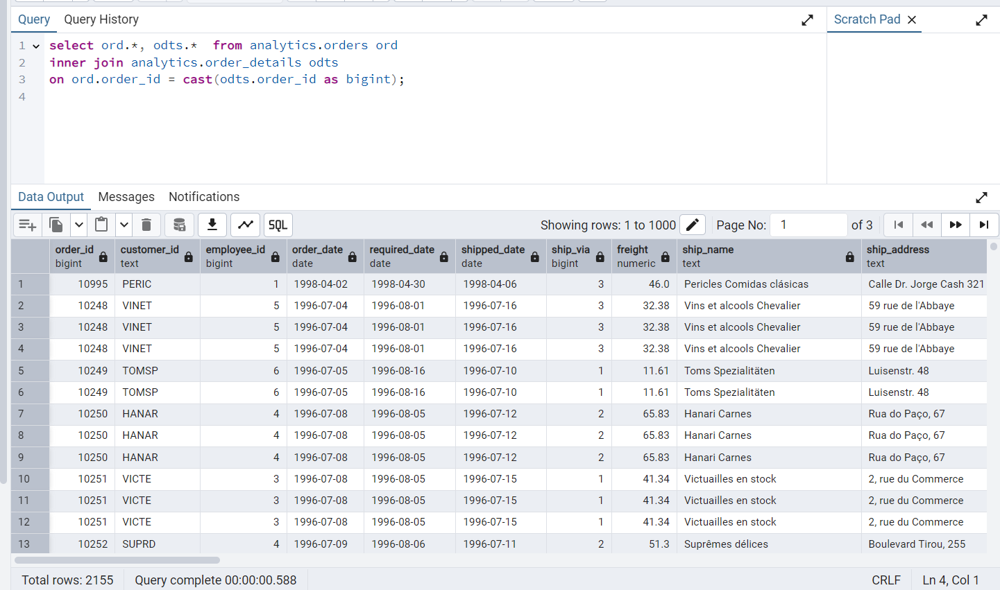 Query Query History Scratch Pad
1 select ord.*, odts.*  from analytics.orders ord
2 inner join analytics.order_details odts
3 on ord.order_id = cast(odts.order_id as bigint);
4
Data Output Messages Notifications
SQL Showing rows: 1 to 1000 Page No: 1 of 3
order_id customer_id employee_id order_date required_date shipped_date ship_via freight ship_name ship_address
bigint text bigint date date date bigint numeric text text
1 10995 PERIC 1 1998-04-02 1998-04-30 1998-04-06 3 46.0 Pericles Comidas clásicas Calle Dr. Jorge Cash 321
2 10248 VINET 5 1996-07-04 1996-08-01 1996-07-16 3 32.38 Vins et alcools Chevalier 59 rue de l'Abbaye
3 10248 VINET 5 1996-07-04 1996-08-01 1996-07-16 3 32.38 Vins et alcools Chevalier 59 rue de l'Abbaye
4 10248 VINET 5 1996-07-04 1996-08-01 1996-07-16 3 32.38 Vins et alcools Chevalier 59 rue de l'Abbaye
5 10249 TOMSP 6 1996-07-05 1996-08-16 1996-07-10 1 11.61 Toms Spezialitäten Luisenstr. 48
6 10249 TOMSP 6 1996-07-05 1996-08-16 1996-07-10 1 11.61 Toms Spezialitäten Luisenstr. 48
7 10250 HANAR 4 1996-07-08 1996-08-05 1996-07-12 2 65.83 Hanari Carnes Rua do Paço, 67
8 10250 HANAR 4 1996-07-08 1996-08-05 1996-07-12 2 65.83 Hanari Carnes Rua do Paço, 67
9 10250 HANAR 4 1996-07-08 1996-08-05 1996-07-12 2 65.83 Hanari Carnes Rua do Paço, 67
10 10251 VICTE 3 1996-07-08 1996-08-05 1996-07-15 1 41.34 Victuailles en stock 2, rue du Commerce
11 10251 VICTE 3 1996-07-08 1996-08-05 1996-07-15 1 41.34 Victuailles en stock 2, rue du Commerce
12 10251 VICTE 3 1996-07-08 1996-08-05 1996-07-15 1 41.34 Victuailles en stock 2, rue du Commerce
13 10252 SUPRD 4 1996-07-09 1996-08-06 1996-07-11 2 51.3 Suprêmes délices Boulevard Tirou, 255
Total rows: 2155 Query complete 00:00:00.588 CRLF Ln 4, Col 1